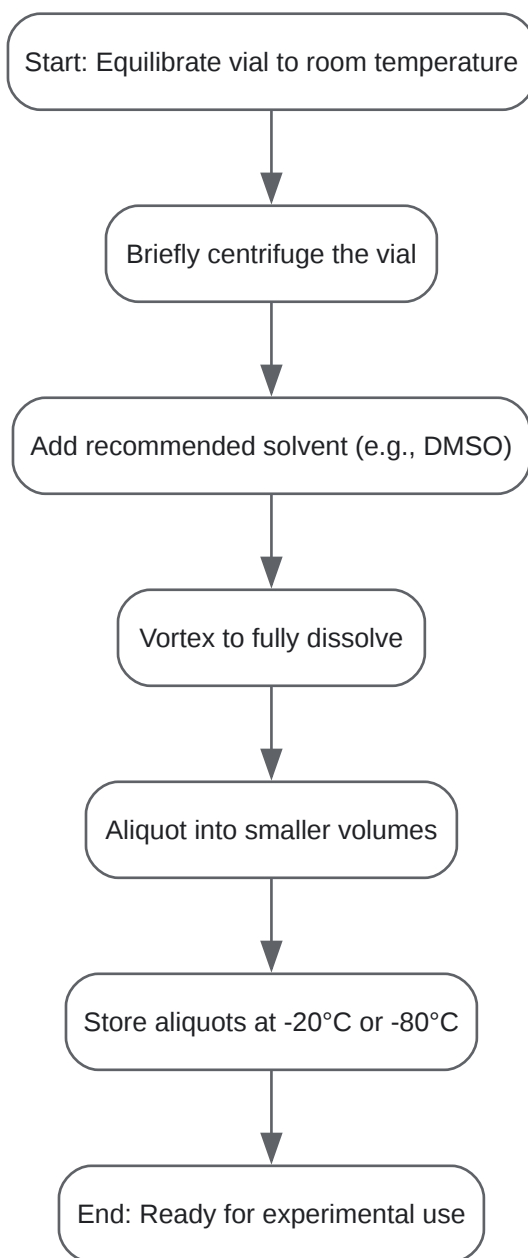 Start: Equilibrate vial to room temperature
Briefly centrifuge the vial
Add recommended solvent (e.g., DMSO)
Vortex to fully dissolve
Aliquot into smaller volumes
Store aliquots at -20°C or -80°C
End: Ready for experimental use